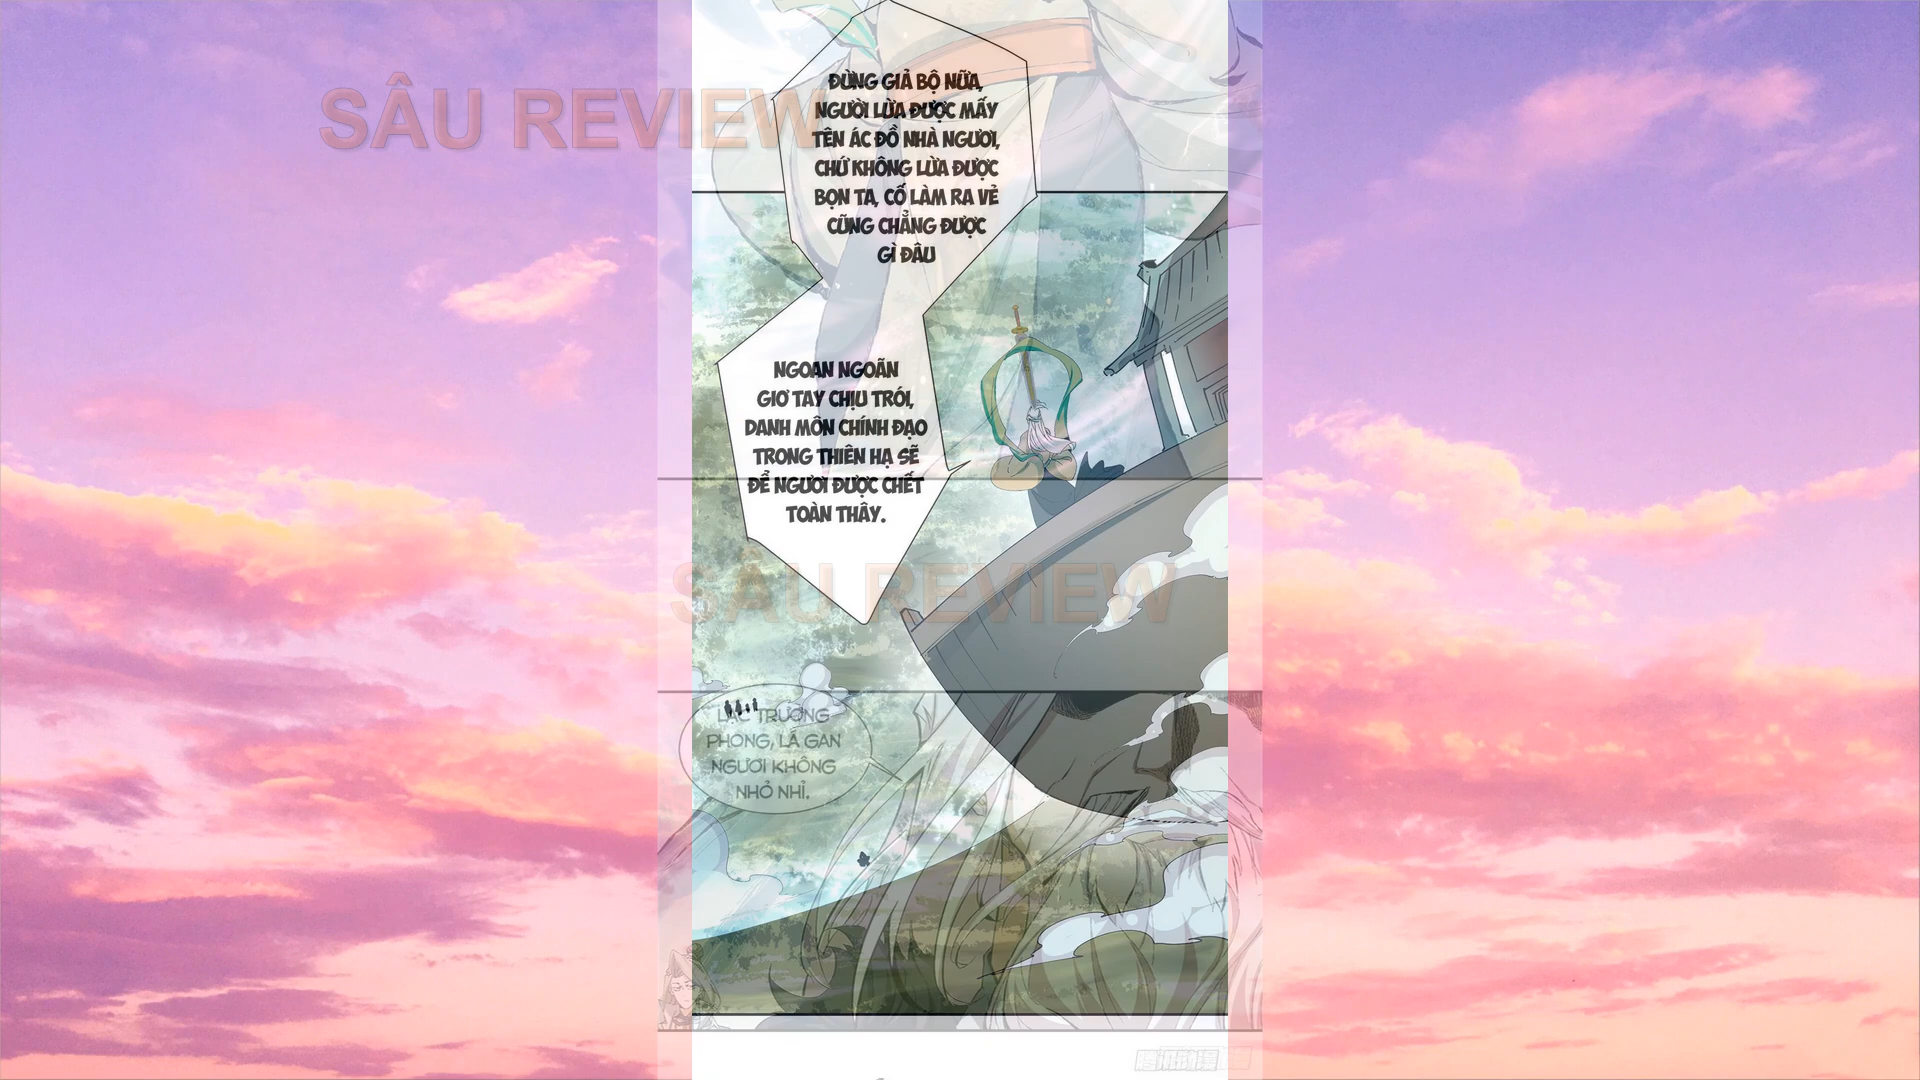 SÂU REVIEW
ĐỪNG GIẢ BỘ NỮA,
NGƯỜI LỪA ĐƯỢC MẤY
TÊN ÁC ĐỒ NHÀ NGƯƠI,
CHỨ KHÔNG LỪA ĐƯỢC
BỌN TA, CỐ LÀM RA VẺ
CŨNG CHẲNG ĐƯỢC
GÌ ĐÂU
NGOAN NGOÃN
GIƠ TAY CHỊU TRÓI,
DANH MÔN CHÍNH ĐẠO
TRONG THIÊN HẠ SẼ
ĐỂ NGƯƠI ĐƯỢC CHẾT
TOÀN THÂY.
SÂU REVIEW
LẠC TRƯỜNG
PHONG, LÁ GAN
NGƯƠI KHÔNG
NHỎ NHỈ.